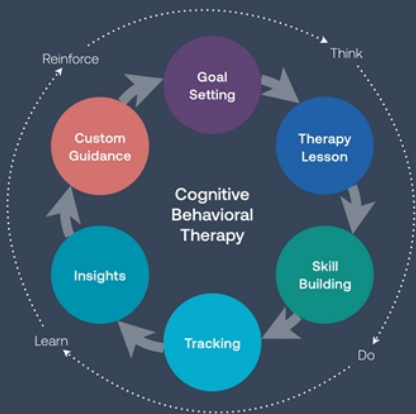 Reinforce
Think
Goal
Setting
Custom
Guidance
Therapy
Lesson
Cognitive
Behavioral
Therapy
Insights
Skill
Building
Tracking
Learn
Do